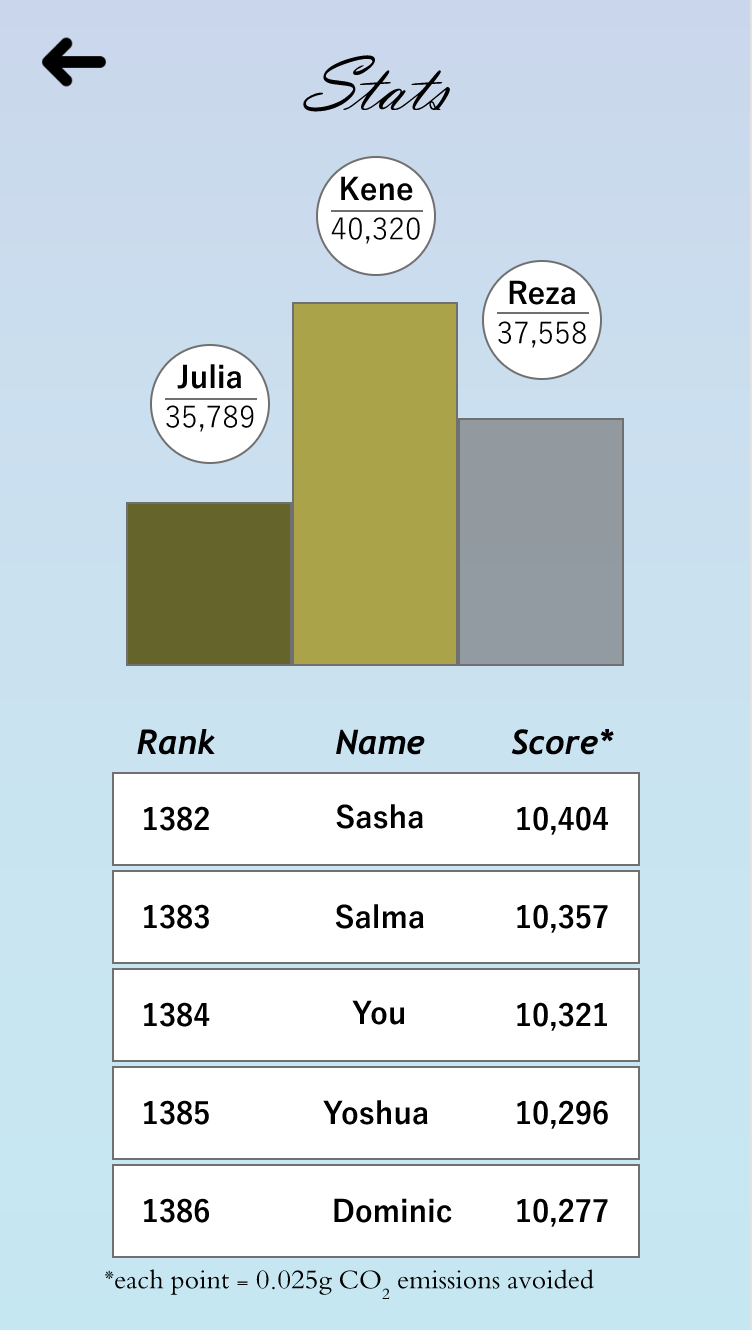 Stats
Kene
40,320
Reza
37,558
Julia
35,789
Rank Name Score*
1382 Sasha 10,404
1383 Salma 10,357
1384 You 10,321
1385 Yoshua 10,296
1386 Dominic 10,277
*each point = 0.025g CO₂ emissions avoided